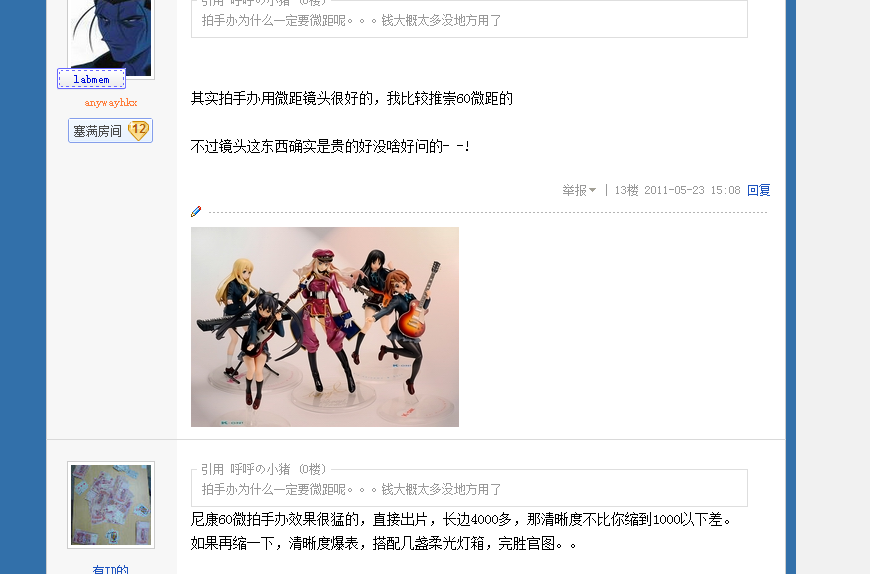 引用 呼呼の小猪 (0楼)
拍手办为什么一定要微距呢。。。钱大概太多没地方用了
labmem
anywayhkx
塞满房间 12
其实拍手办用微距镜头很好的，我比较推崇60微距的
不过镜头这东西确实是贵的好没啥好问的- -!
举报 | 13楼 2011-05-23 15:08 回复
引用 呼呼の小猪 (0楼)
拍手办为什么一定要微距呢。。。钱大概太多没地方用了
尼康60微拍手办效果很猛的，直接出片，长边4000多，那清晰度不比你缩到1000以下差。
如果再缩一下，清晰度爆表，搭配几盏柔光灯箱，完胜官图。。